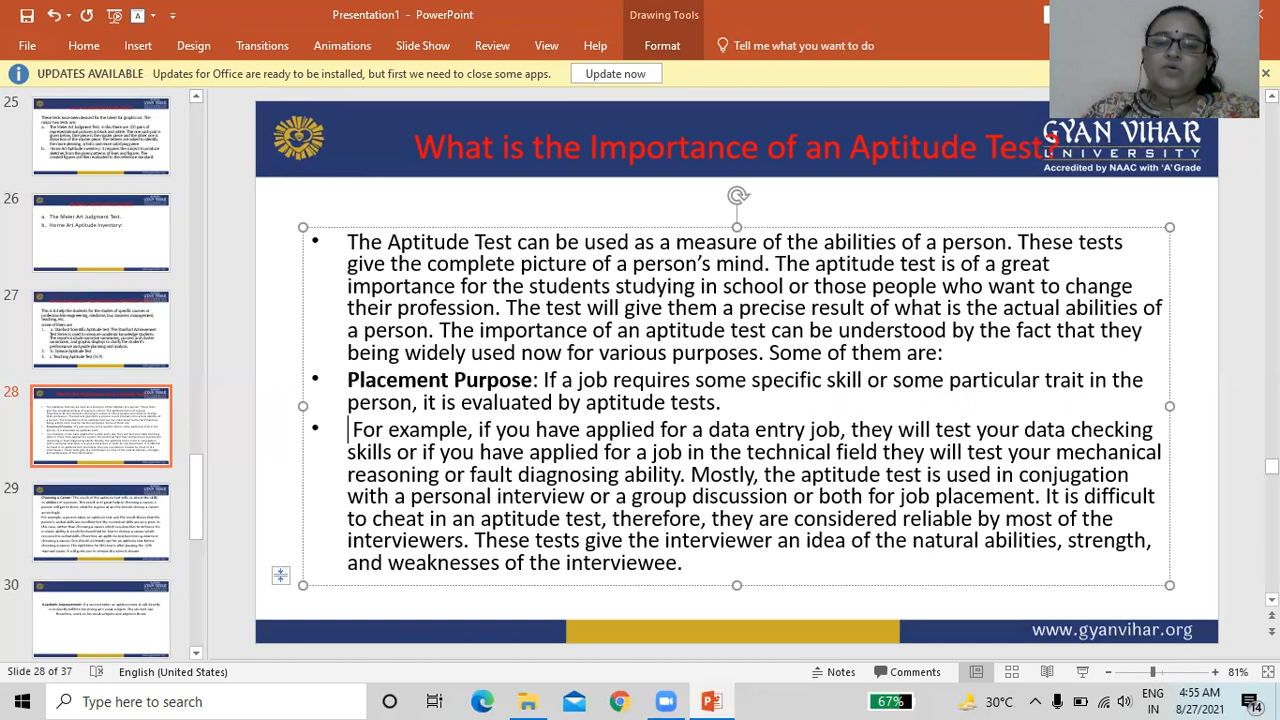 Presentation1 - PowerPoint
Drawing Tools
File Home Insert Design Transitions Animations Slide Show Review View Help Format Tell me what you want to do
UPDATES AVAILABLE Updates for Office are ready to be installed, but first we need to close some apps. Update now
25
26
a. The Meier Art Judgment Test.
b. Horne Art Aptitude Inventory:
27
28
29
30
What is the Importance of an Aptitude Test?
GYAN VIHAR
UNIVERSITY
Accredited by NAAC with 'A'Grade
• The Aptitude Test can be used as a measure of the abilities of a person. These tests
give the complete picture of a person's mind. The aptitude test is of a great
importance for the students studying in school or those people who want to change
their profession. The test will give them a precise result of what is the actual abilities of
a person. The importance of an aptitude test can be understood by the fact that they
being widely used now for various purposes. Some of them are:
• Placement Purpose: If a job requires some specific skill or some particular trait in the
person, it is evaluated by aptitude tests.
• For example, if you have applied for a data entry job they will test your data checking
skills or if you have applied for a job in the technical field they will test your mechanical
reasoning or fault diagnosing ability. Mostly, the aptitude test is used in conjugation
with a personal interview or a group discussion or both for job placement. It is difficult
to cheat in an aptitude test, therefore, they are considered reliable by most of the
interviewers. These tests give the interviewer an idea of the natural abilities, strength,
and weaknesses of the interviewee.
www.gyanvihar.org
Slide 28 of 37 English (United States) Notes Comments 81%
Type here to search
67%
30°C
ENG
IN
4:55 AM
8/27/2021
14